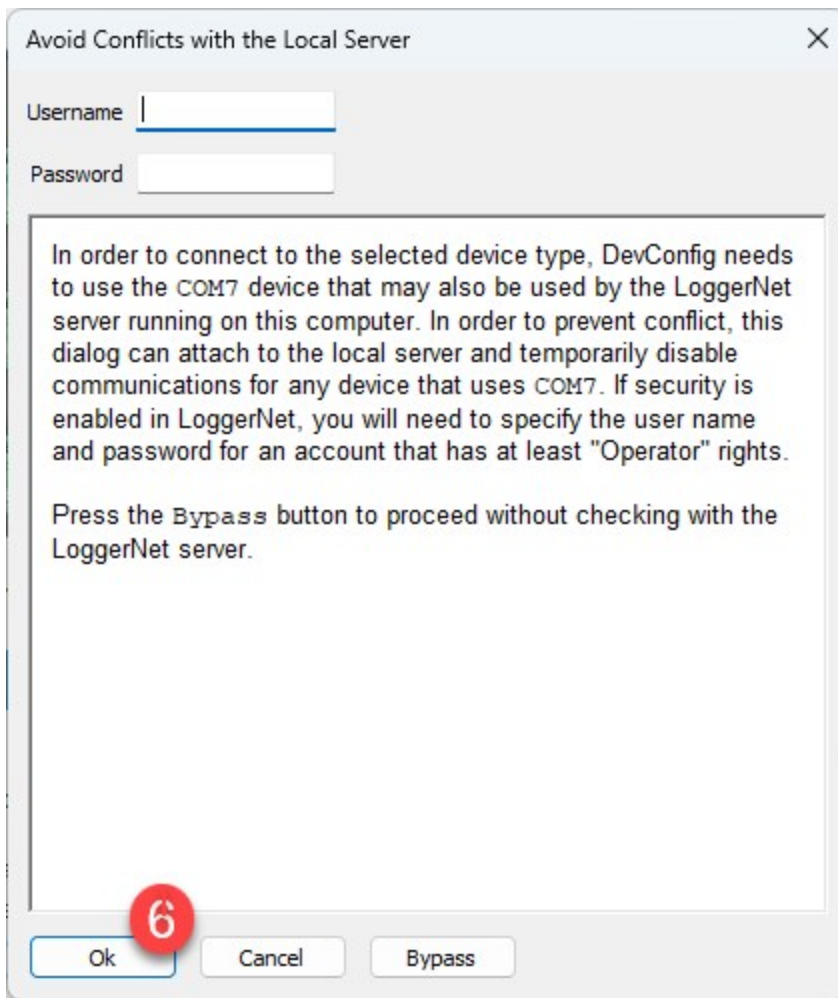 Avoid Conflicts with the Local Server
Username
Password
In order to connect to the selected device type, DevConfig needs
to use the COM7 device that may also be used by the LoggerNet
server running on this computer. In order to prevent conflict, this
dialog can attach to the local server and temporarily disable
communications for any device that uses COM7. If security is
enabled in LoggerNet, you will need to specify the user name
and password for an account that has at least "Operator" rights.
Press the Bypass button to proceed without checking with the
LoggerNet server.
6
Ok Cancel Bypass